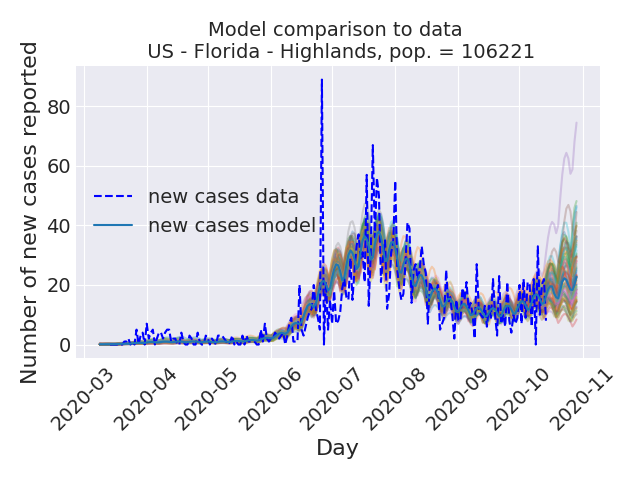 Model comparison to data
US - Florida - Highlands, pop. = 106221
Number of new cases reported
80
60
40
20
0
new cases data
new cases model
2020-03
2020-04
2020-05
2020-06
2020-07
2020-08
2020-09
2020-10
2020-11
Day